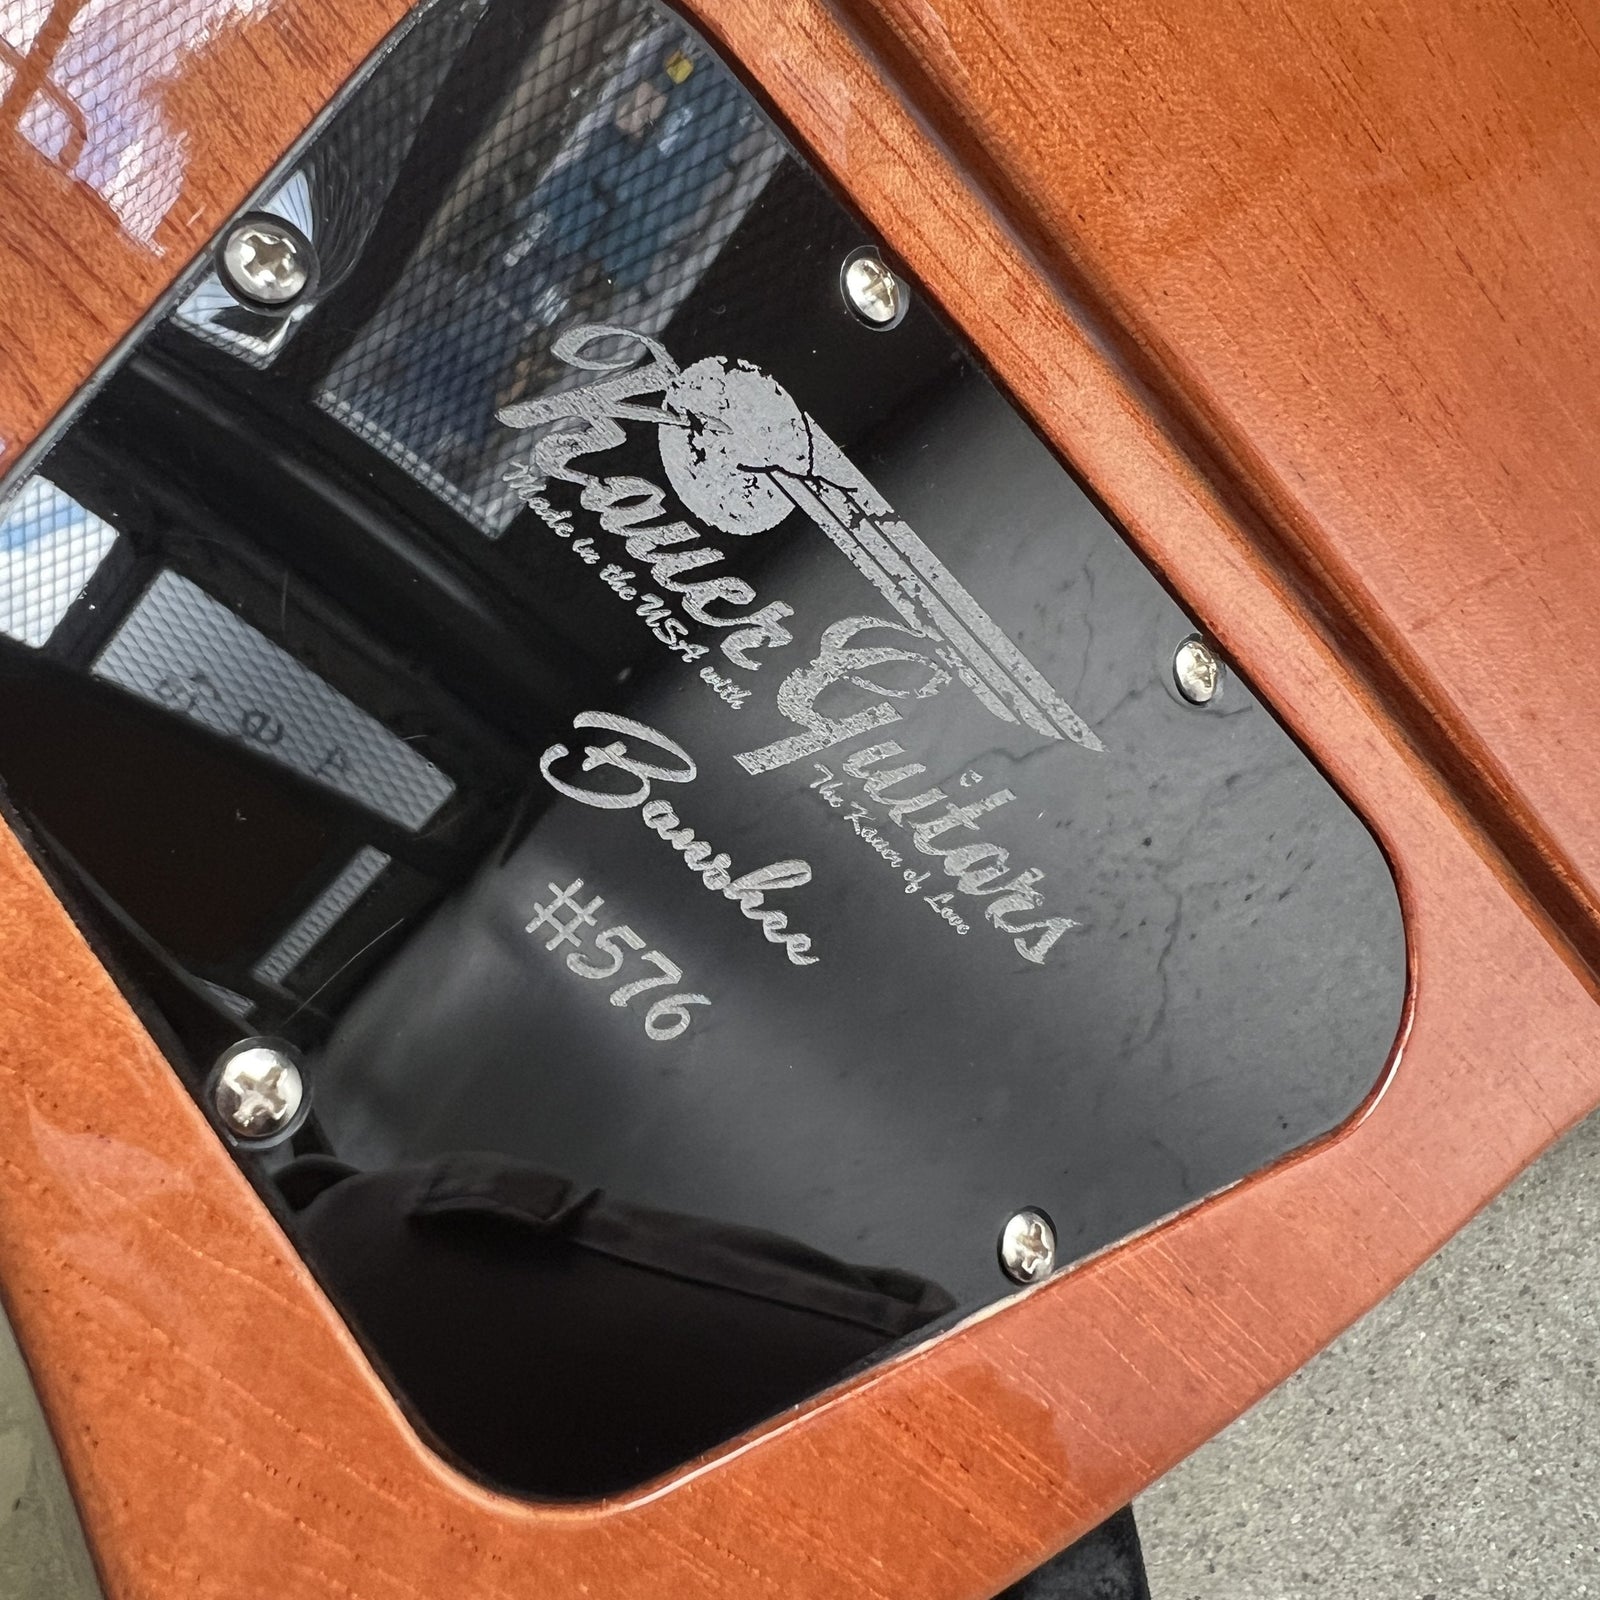 Kauer Guitars
Made in the USA with The Kauer of Love
Banshee
#576